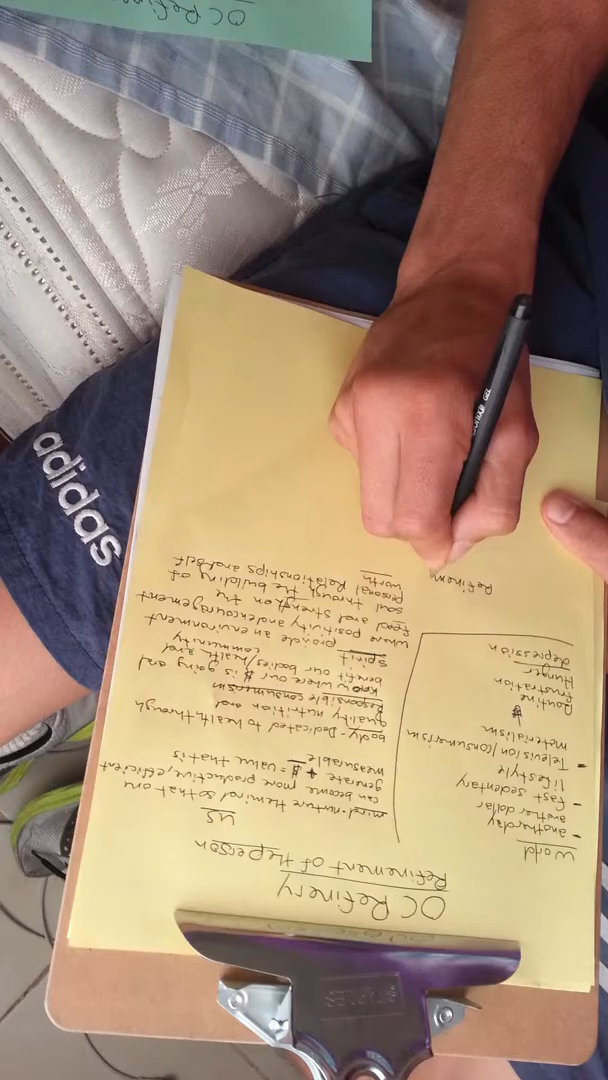 OC Refinery
Refinement of the person
World
- another day
another dollar
- Fast sedentary
lifestyle
- Television/consumerism
materialism
Routine
frustration
Hunger
depression
US
mind-nurture the mind so that one
can become more productive, efficient
generate + $ = value that is
measurable
body- Dedicated to health through
quality nutrition and
Responsible consumerism
Know where our $ is going and
benefit our bodies/health and
community
Spirit
provide an environment
where positivity and encouragement
feed
soul and strengthen the
personal Relationships and self
worth through the building of
Refinem
adidas
STAPLES
OC Refine